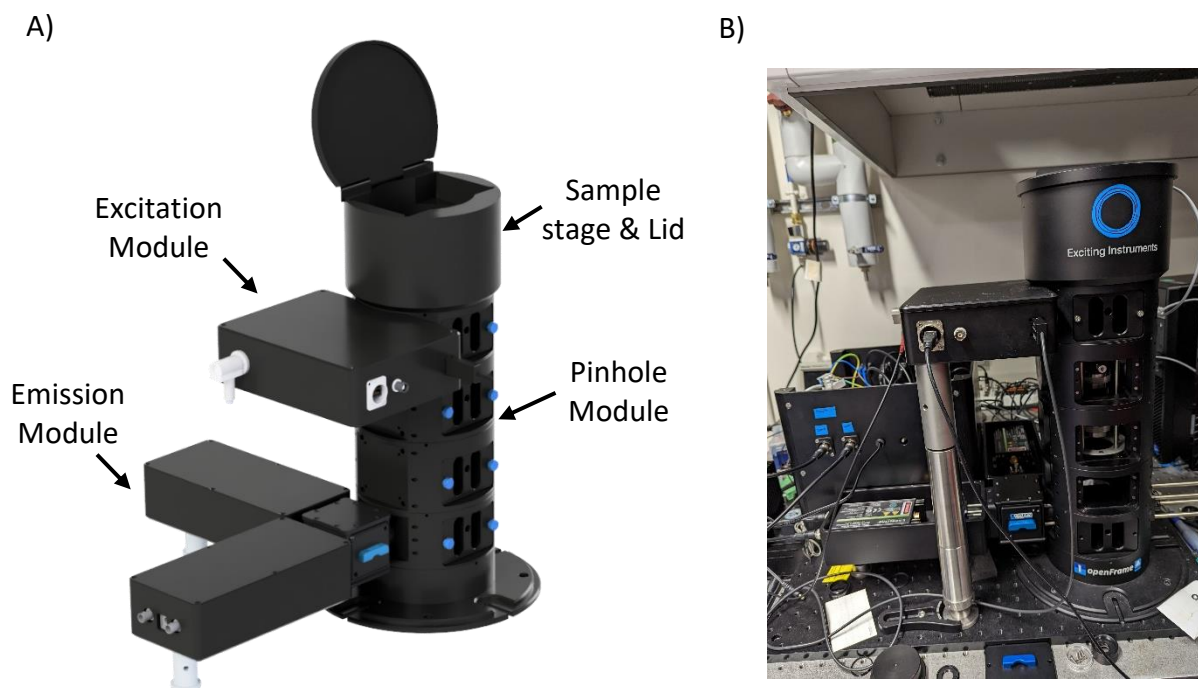 A)
B)
Excitation
Module
Sample
stage & Lid
Emission
Module
Pinhole
Module
Exciting Instruments
openFrame